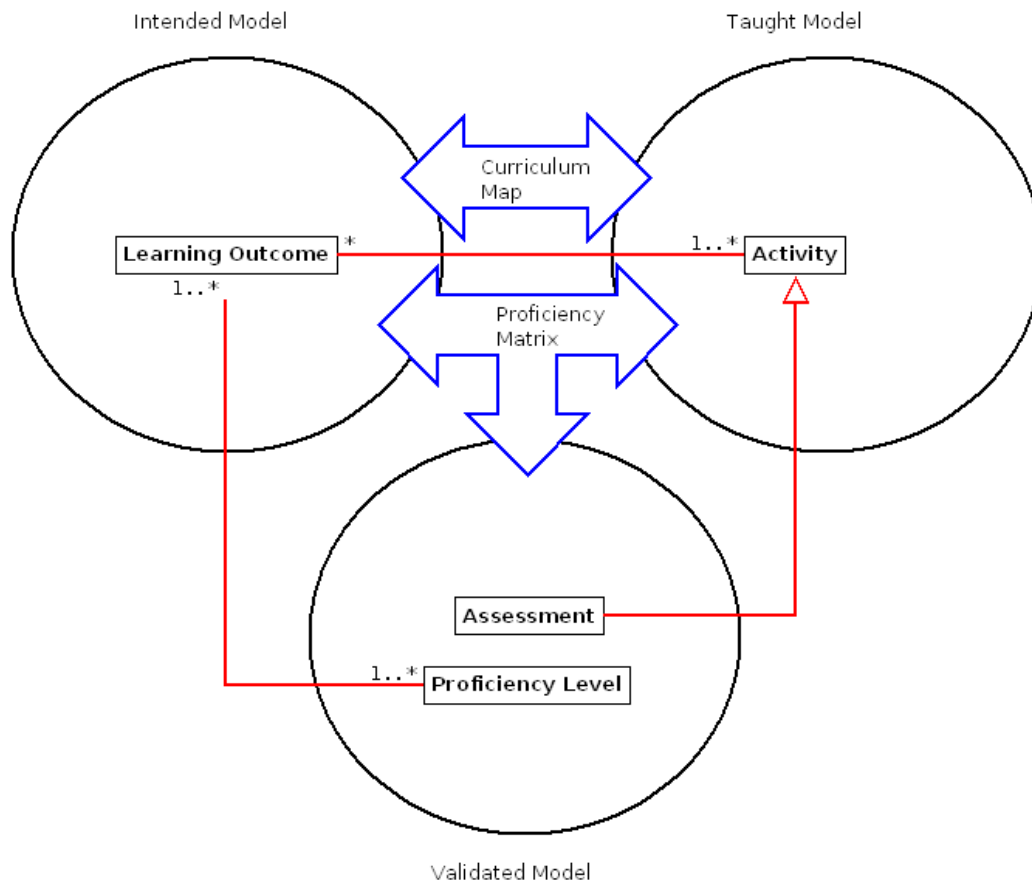 Intended Model
Taught Model
Curriculum
Map
Learning Outcome
*
1..*
Activity
1..*
Proficiency
Matrix
Assessment
1..*
Proficiency Level
Validated Model